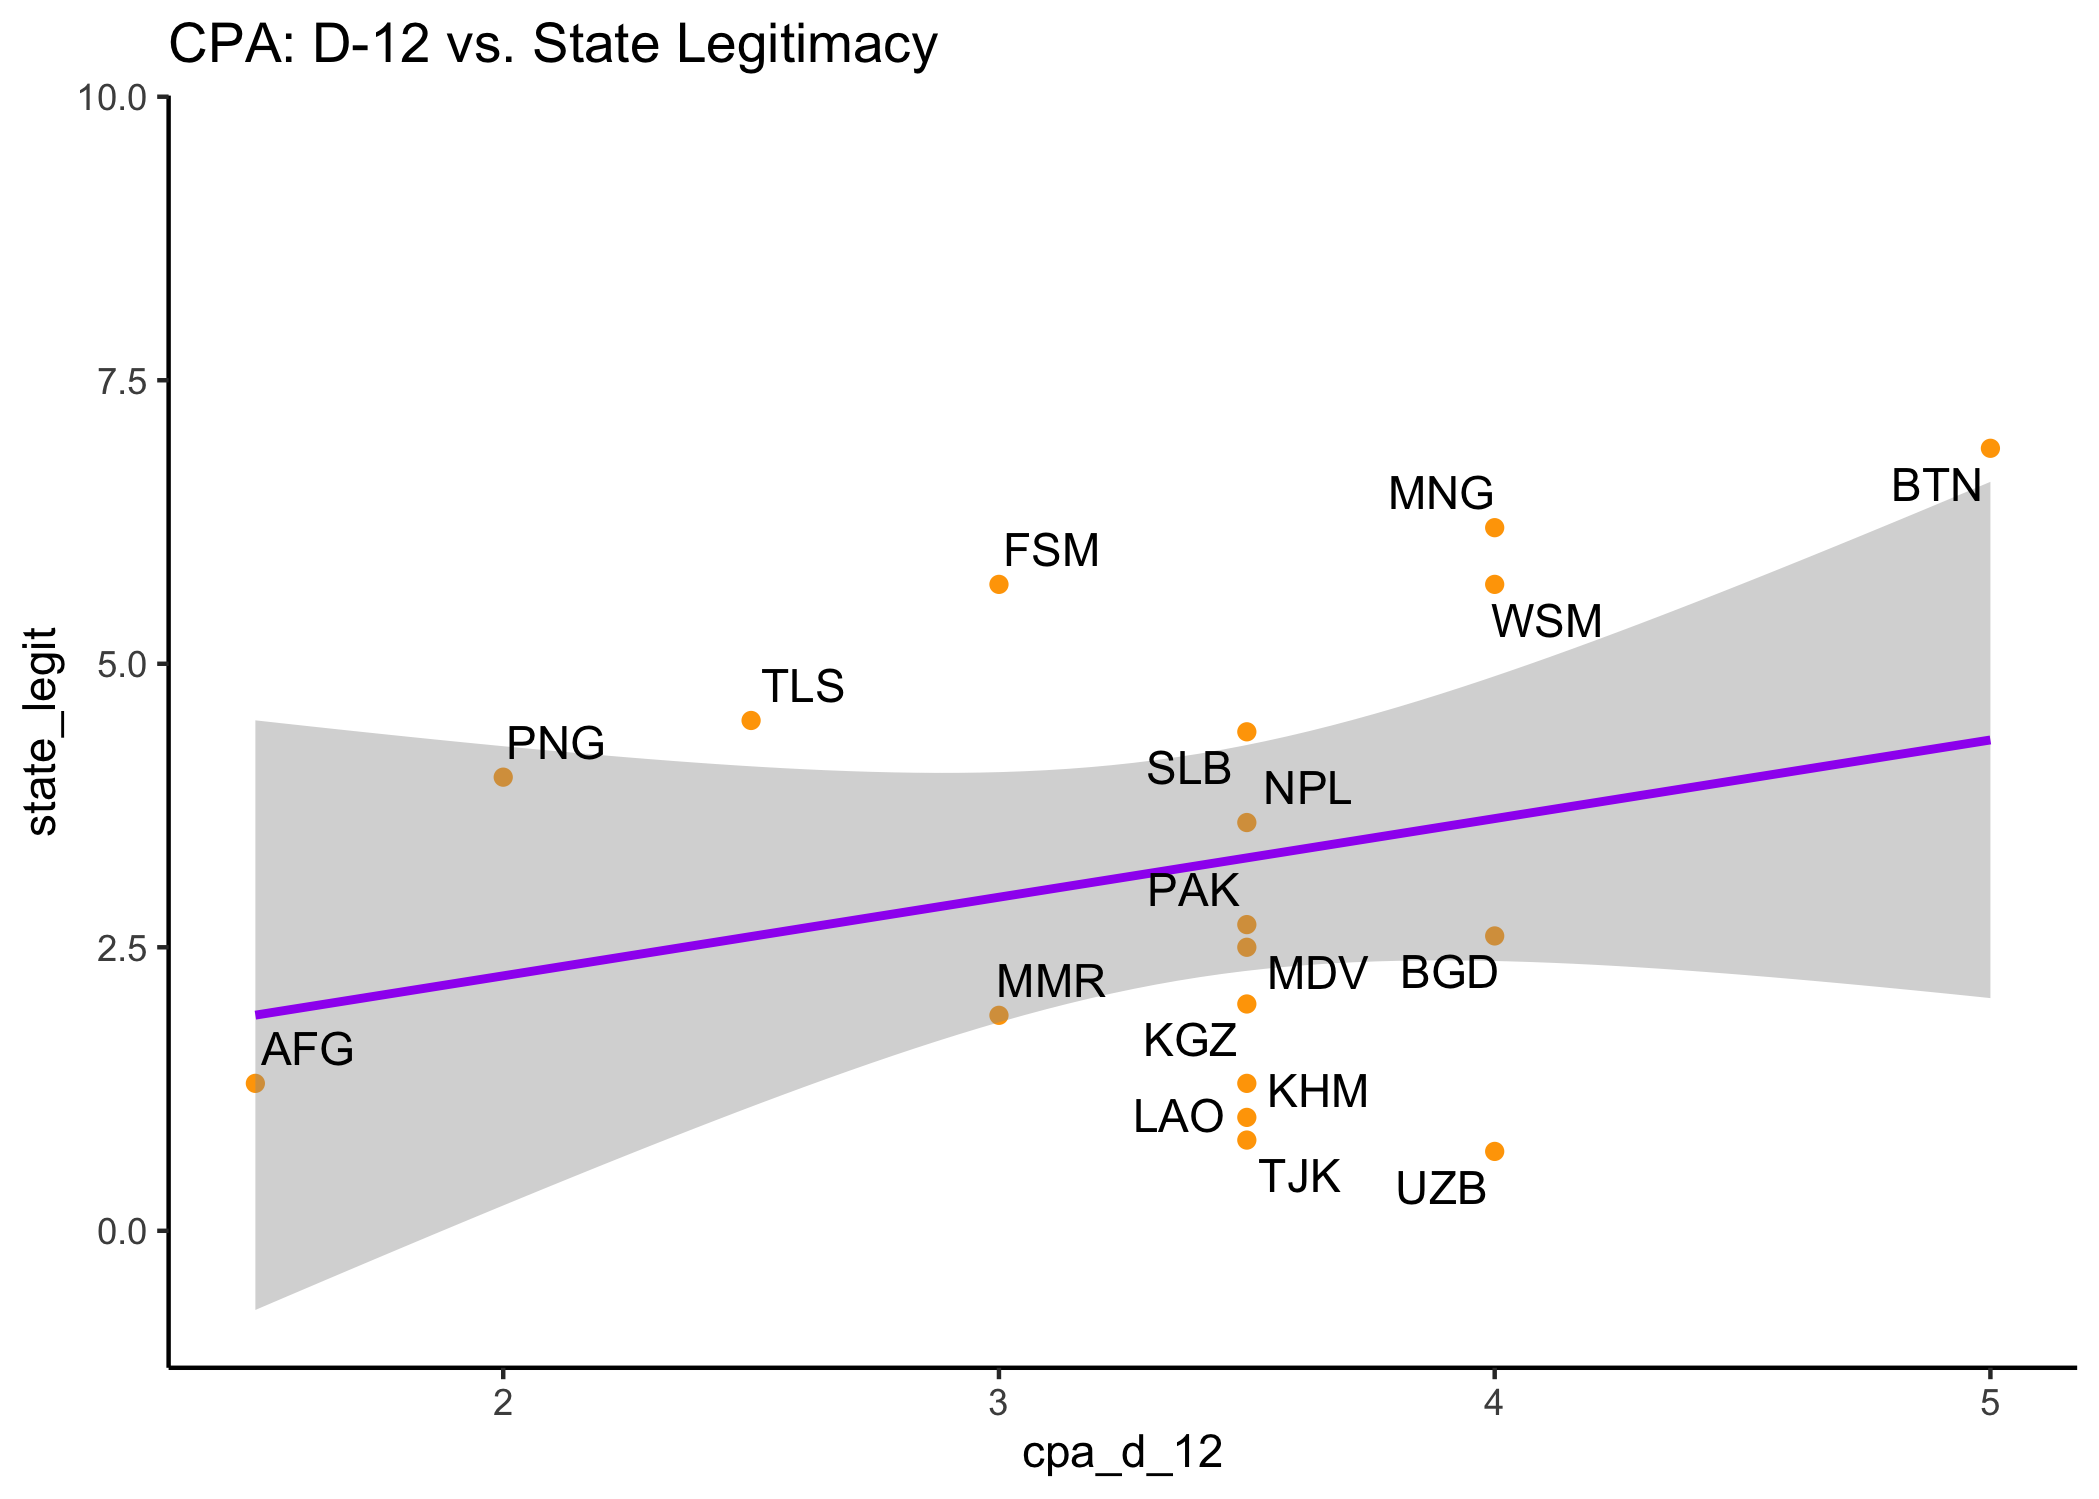 CPA: D-12 vs. State Legitimacy
10.0
7.5
5.0
2.5
0.0
state_legit
BTN
MNG
FSM
WSM
TLS
PNG
SLB
NPL
PAK
MDV
BGD
MMR
KGZ
AFG
KHM
LAO
TJK
UZB
2
3
4
5
cpa_d_12